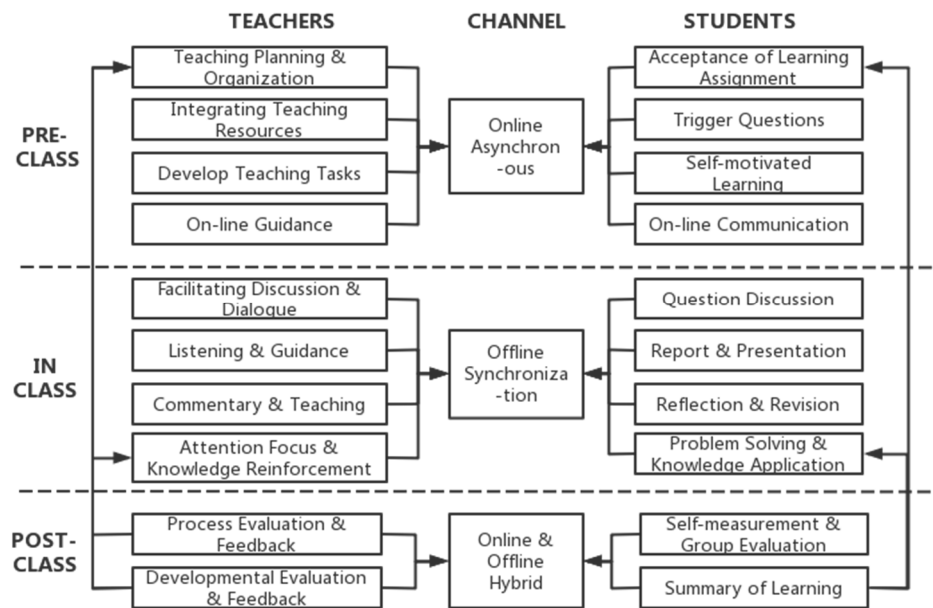 TEACHERS
CHANNEL
STUDENTS
PRE-
CLASS
Teaching Planning &
Organization
Integrating Teaching
Resources
Develop Teaching Tasks
On-line Guidance
Online
Asynchron
-ous
Acceptance of Learning
Assignment
Trigger Questions
Self-motivated
Learning
On-line Communication
IN
CLASS
Facilitating Discussion &
Dialogue
Listening & Guidance
Commentary & Teaching
Attention Focus &
Knowledge Reinforcement
Offline
Synchroniza
-tion
Question Discussion
Report & Presentation
Reflection & Revision
Problem Solving &
Knowledge Application
POST-
CLASS
Process Evaluation &
Feedback
Developmental Evaluation
& Feedback
Online &
Offline
Hybrid
Self-measurement &
Group Evaluation
Summary of Learning